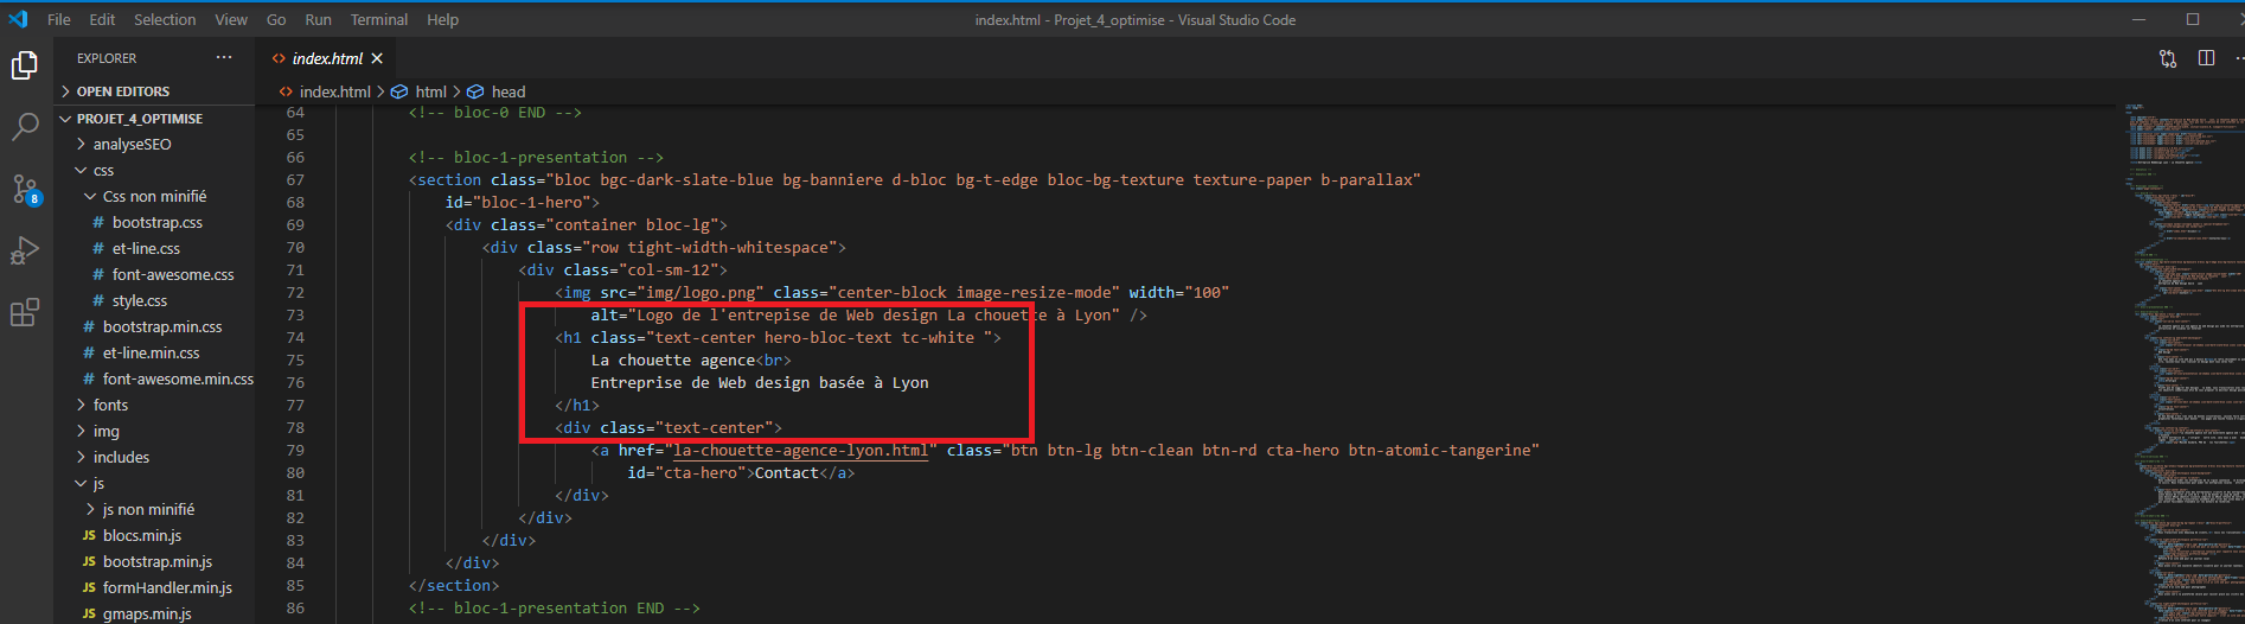 File Edit Selection View Go Run Terminal Help
index.html - Projet_4_optimise - Visual Studio Code
EXPLORER
OPEN EDITORS
PROJET_4_OPTIMISE
analyseSEO
css
Css non minifié
# bootstrap.css
# et-line.css
# font-awesome.css
# style.css
# bootstrap.min.css
# et-line.min.css
# font-awesome.min.css
fonts
img
includes
js
js non minifié
JS blocs.min.js
JS bootstrap.min.js
JS formHandler.min.js
JS gmaps.min.js
8
<> index.html
<> index.html > html > head
64 <!-- bloc-0 END -->
65
66 <!-- bloc-1-presentation -->
67 <section class="bloc bgc-dark-slate-blue bg-banniere d-bloc bg-t-edge bloc-bg-texture texture-paper b-parallax"
68 id="bloc-1-hero">
69 <div class="container bloc-lg">
70 <div class="row tight-width-whitespace">
71 <div class="col-sm-12">
72 <img src="img/logo.png" class="center-block image-resize-mode" width="100"
73 alt="Logo de l'entrepise de Web design La chouette à Lyon" />
74 <h1 class="text-center hero-bloc-text tc-white ">
75 La chouette agence<br>
76 Entreprise de Web design basée à Lyon
77 </h1>
78 <div class="text-center">
79 <a href="la-chouette-agence-lyon.html" class="btn btn-lg btn-clean btn-rd cta-hero btn-atomic-tangerine"
80 id="cta-hero">Contact</a>
81 </div>
82 </div>
83 </div>
84 </div>
85 </section>
86 <!-- bloc-1-presentation END -->